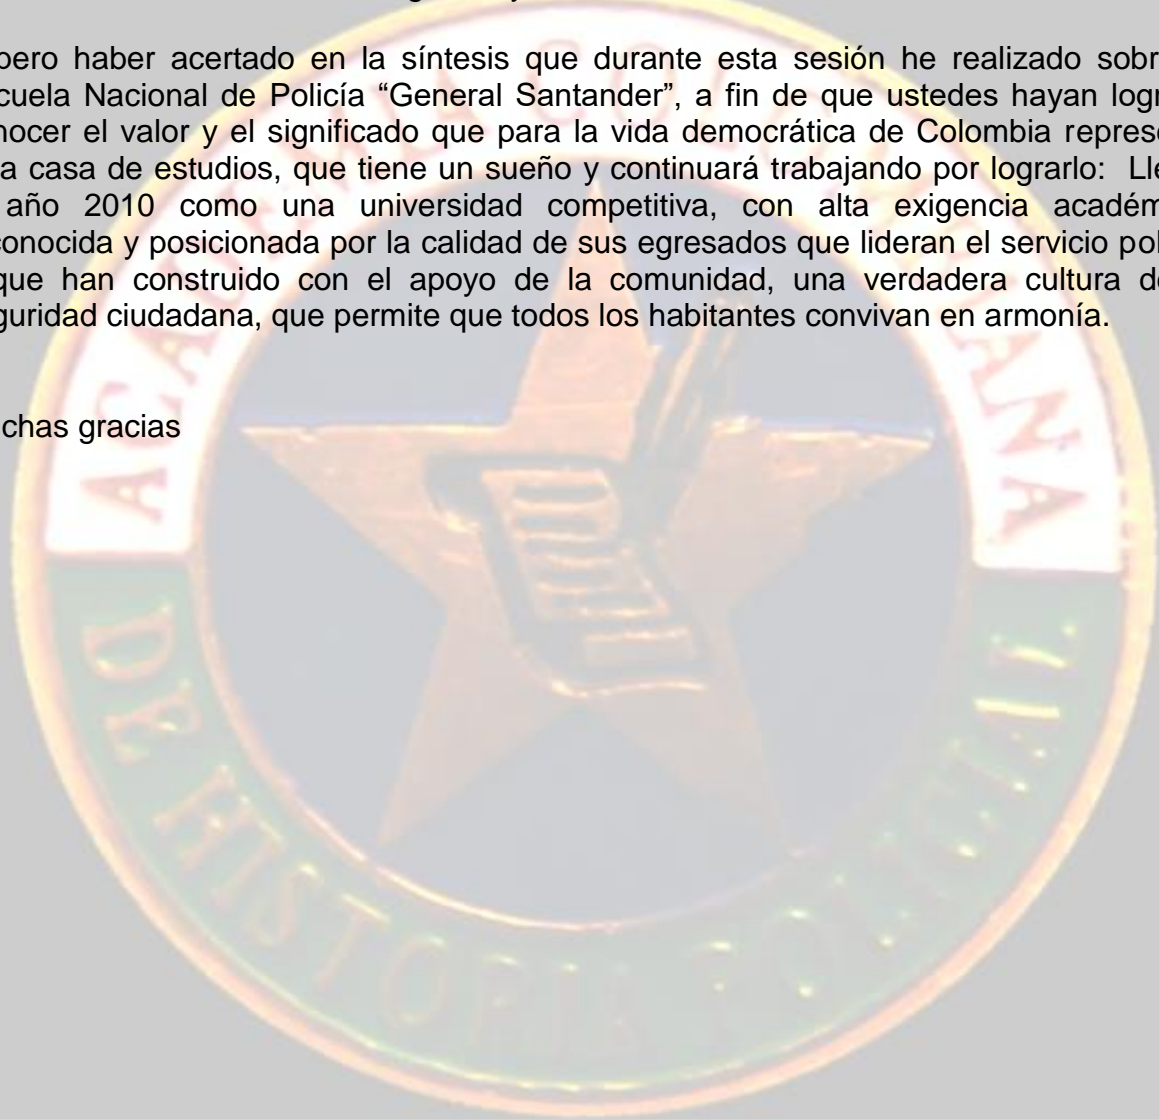 pero haber acertado en la síntesis que durante esta sesión he realizado sobr
cuela Nacional de Policía “General Santander”, a fin de que ustedes hayan logr
nocer el valor y el significado que para la vida democrática de Colombia repres
a casa de estudios, que tiene un sueño y continuará trabajando por lograrlo: Lle
año 2010 como una universidad competitiva, con alta exigencia académ
conocida y posicionada por la calidad de sus egresados que lideran el servicio pol
que han construido con el apoyo de la comunidad, una verdadera cultura d
guridad ciudadana, que permite que todos los habitantes convivan en armonía.
chas gracias
ACADEMIA COLOMBIANA
DE HISTORIA POLICIAL